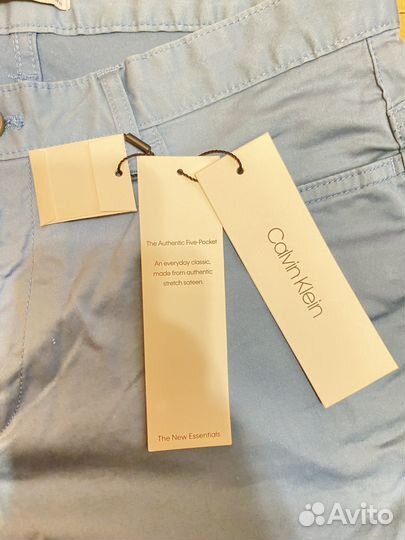 The Authentic Five-Pocket
An everyday classic,
made from authentic
stretch sateen.
The New Essentials
Calvin Klein
Avito